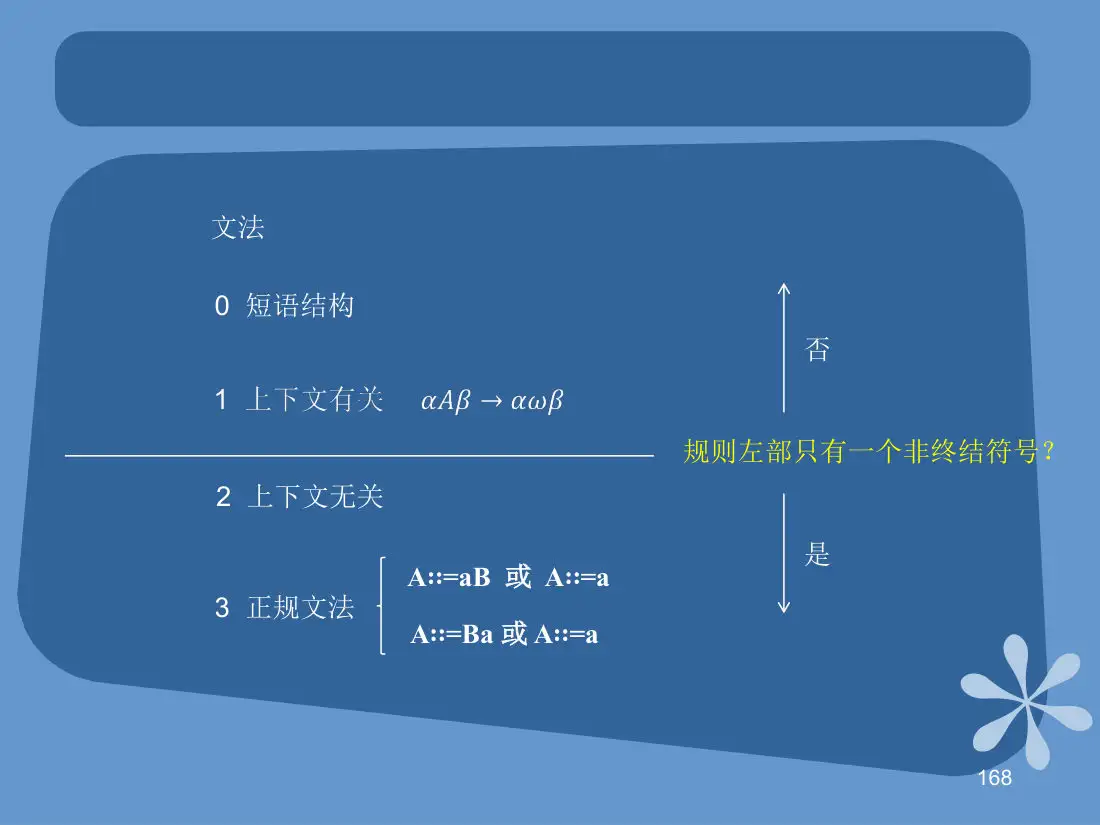 文法
0 短语结构
否
1 上下文有关 𝛼𝐴𝛽 → 𝛼𝜔𝛽
规则左部只有一个非终结符号?
2 上下文无关
是
A∷=aB 或 A∷=a
3 正规文法
A∷=Ba 或 A∷=a
168